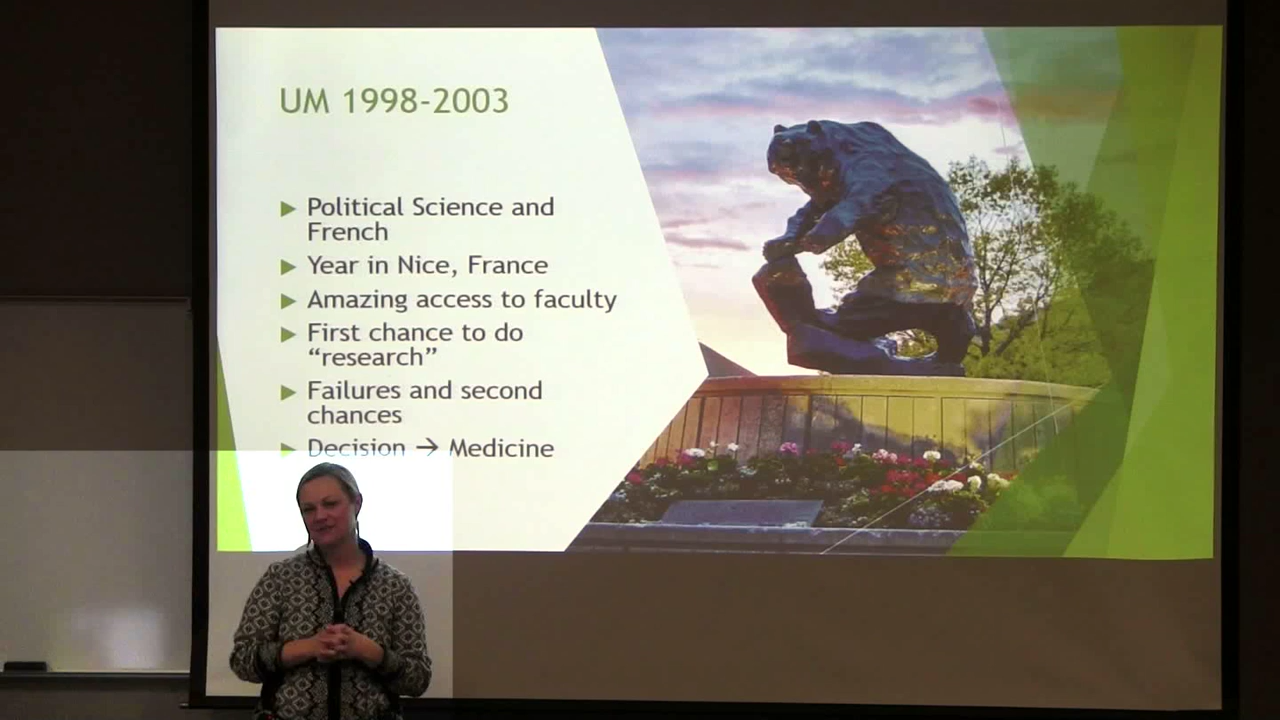 UM 1998-2003
▶ Political Science and
French
▶ Year in Nice, France
▶ Amazing access to faculty
▶ First chance to do
“research”
▶ Failures and second
chances
▶ Decision → Medicine